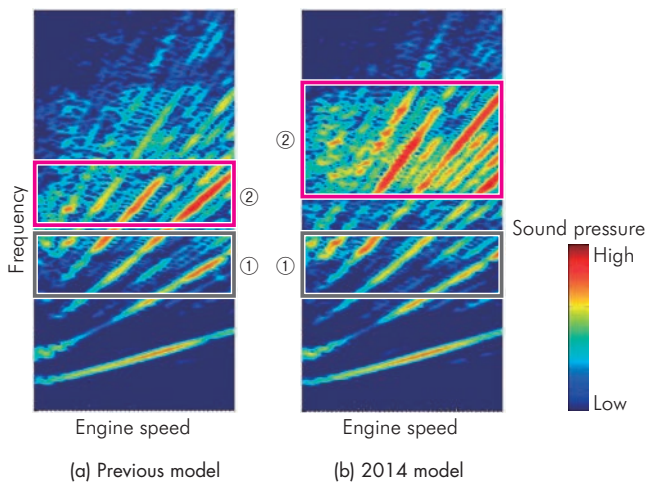 Frequency
②
①
Engine speed
(a) Previous model
②
①
Engine speed
(b) 2014 model
Sound pressure
High
Low